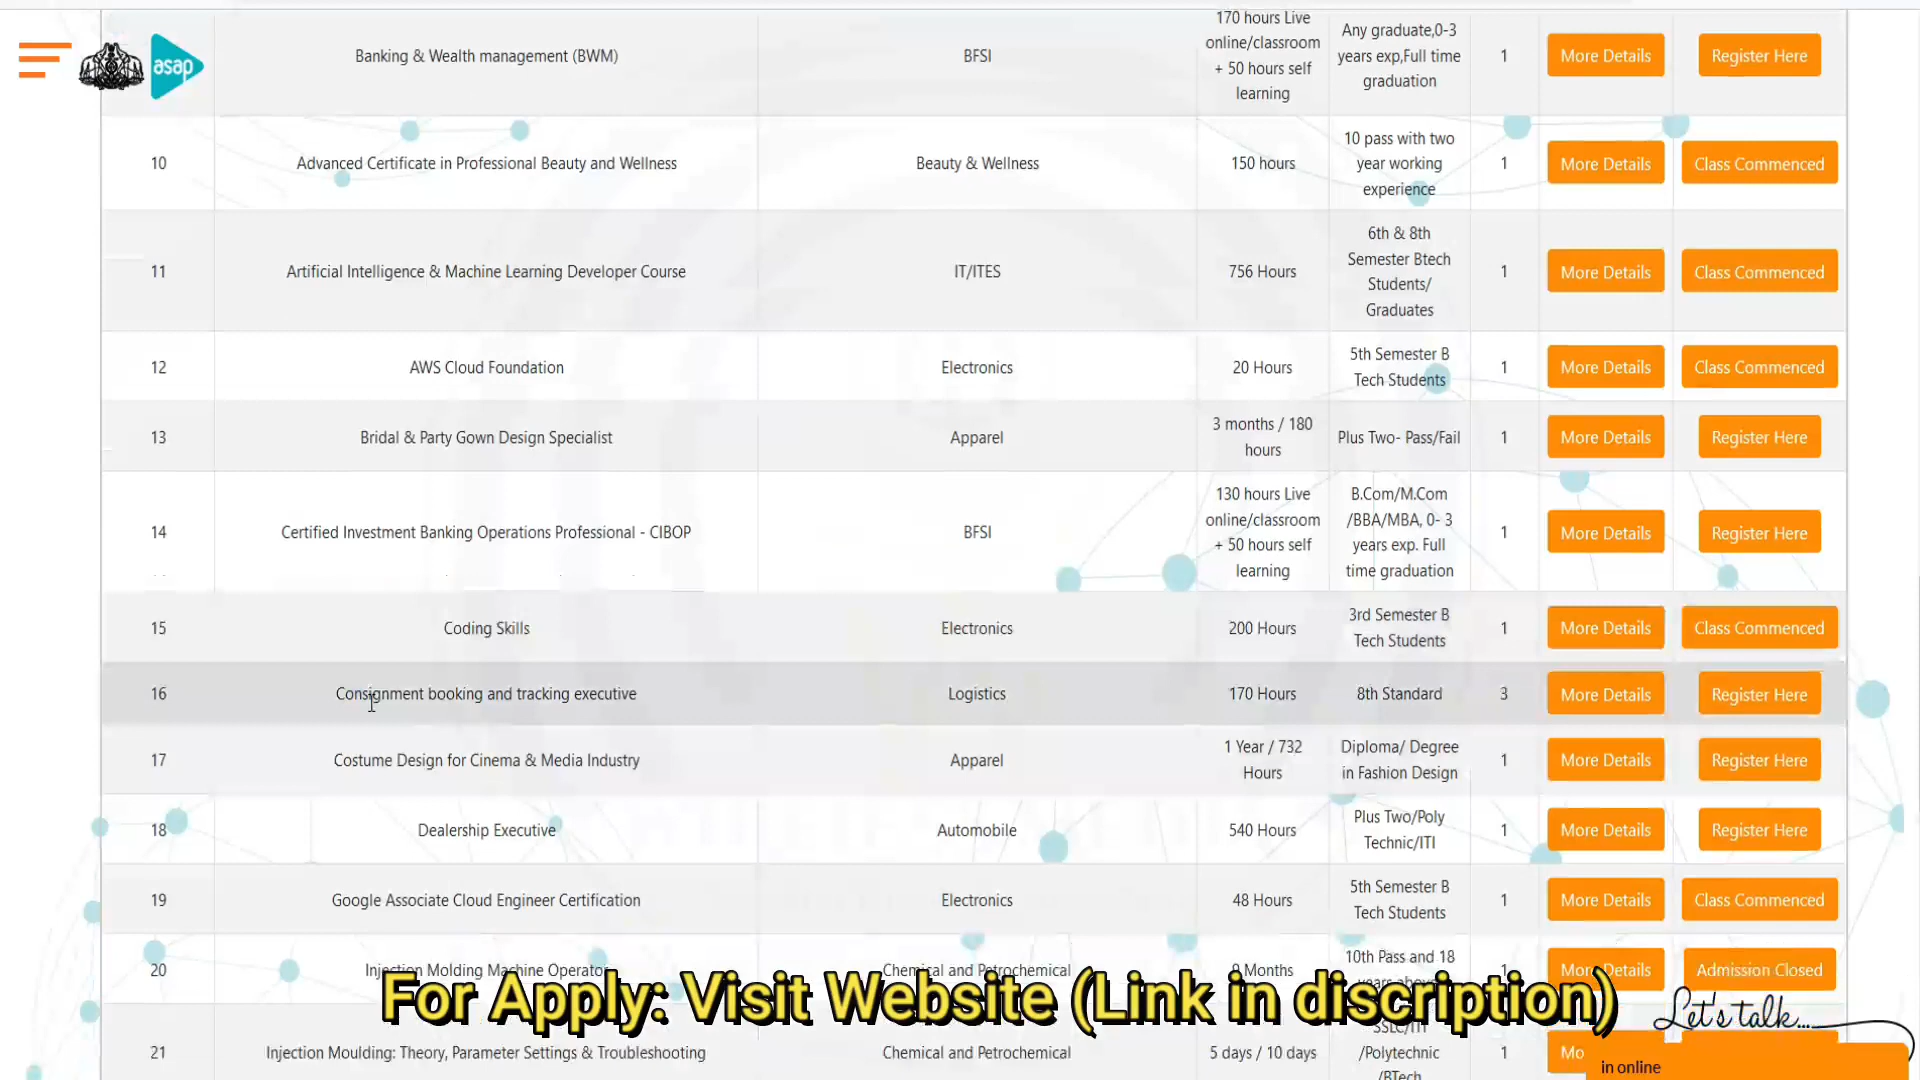 170 hours Live
online/classroom
+ 50 hours self
learning
Any graduate,0-3
years exp,Full time
graduation
asap
Banking & Wealth management (BWM)
BFSI
1
More Details
Register Here
10
Advanced Certificate in Professional Beauty and Wellness
Beauty & Wellness
150 hours
10 pass with two
year working
experience
1
More Details
Class Commenced
11
Artificial Intelligence & Machine Learning Developer Course
IT/ITES
756 Hours
6th & 8th
Semester Btech
Students/
Graduates
1
More Details
Class Commenced
12
AWS Cloud Foundation
Electronics
20 Hours
5th Semester B
Tech Students
1
More Details
Class Commenced
13
Bridal & Party Gown Design Specialist
Apparel
3 months / 180
hours
Plus Two- Pass/Fail
1
More Details
Register Here
14
Certified Investment Banking Operations Professional - CIBOP
BFSI
130 hours Live
online/classroom
+ 50 hours self
learning
B.Com/M.Com
/BBA/MBA, 0- 3
years exp. Full
time graduation
1
More Details
Register Here
15
Coding Skills
Electronics
200 Hours
3rd Semester B
Tech Students
1
More Details
Class Commenced
16
Consignment booking and tracking executive
Logistics
170 Hours
8th Standard
3
More Details
Register Here
17
Costume Design for Cinema & Media Industry
Apparel
1 Year / 732
Hours
Diploma/ Degree
in Fashion Design
1
More Details
Register Here
18
Dealership Executive
Automobile
540 Hours
Plus Two/Poly
Technic/ITI
1
More Details
Register Here
19
Google Associate Cloud Engineer Certification
Electronics
48 Hours
5th Semester B
Tech Students
1
More Details
Class Commenced
20
Injection Molding Machine Operator
Chemical and Petrochemical
9 Months
10th Pass and 18
1
More Details
Admission Closed
For Apply: Visit Website (Link in discription)
Let's talk...
21
Injection Moulding: Theory, Parameter Settings & Troubleshooting
Chemical and Petrochemical
5 days / 10 days
SSLC/ITI
/Polytechnic
/BTech
1
Mo
in online